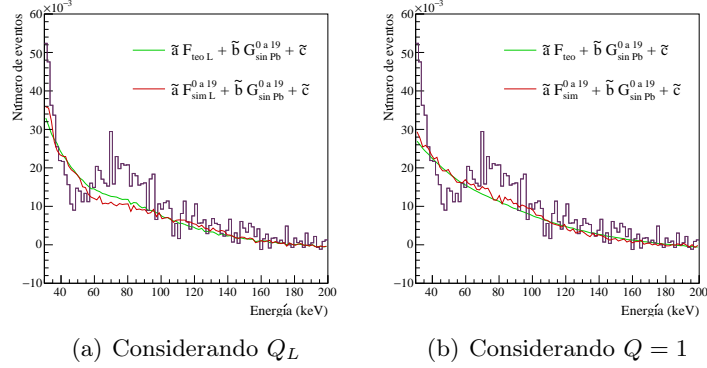 ×10⁻³
Número de eventos
60
50
40
30
20
10
0
−10
ã F_teo L + b̃ G^0 a 19_sin Pb + c̃
ã F^0 a 19_sim L + b̃ G^0 a 19_sin Pb + c̃
40 60 80 100 120 140 160 180 200
Energía (keV)
(a) Considerando Q_L
×10⁻³
Número de eventos
60
50
40
30
20
10
0
−10
ã F_teo + b̃ G^0 a 19_sin Pb + c̃
ã F^0 a 19_sim + b̃ G^0 a 19_sin Pb + c̃
40 60 80 100 120 140 160 180 200
Energía (keV)
(b) Considerando Q = 1